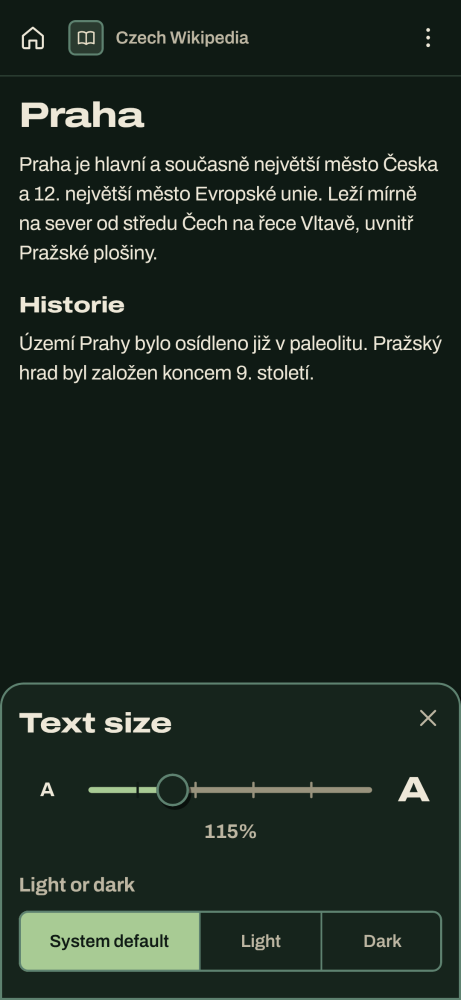 Czech Wikipedia
Praha
Praha je hlavní a současně největší město Česka
a 12. největší město Evropské unie. Leží mírně
na sever od středu Čech na řece Vltavě, uvnitř
Pražské plošiny.
Historie
Území Prahy bylo osídleno již v paleolitu. Pražský
hrad byl založen koncem 9. století.
Text size
A A
115%
Light or dark
System default Light Dark